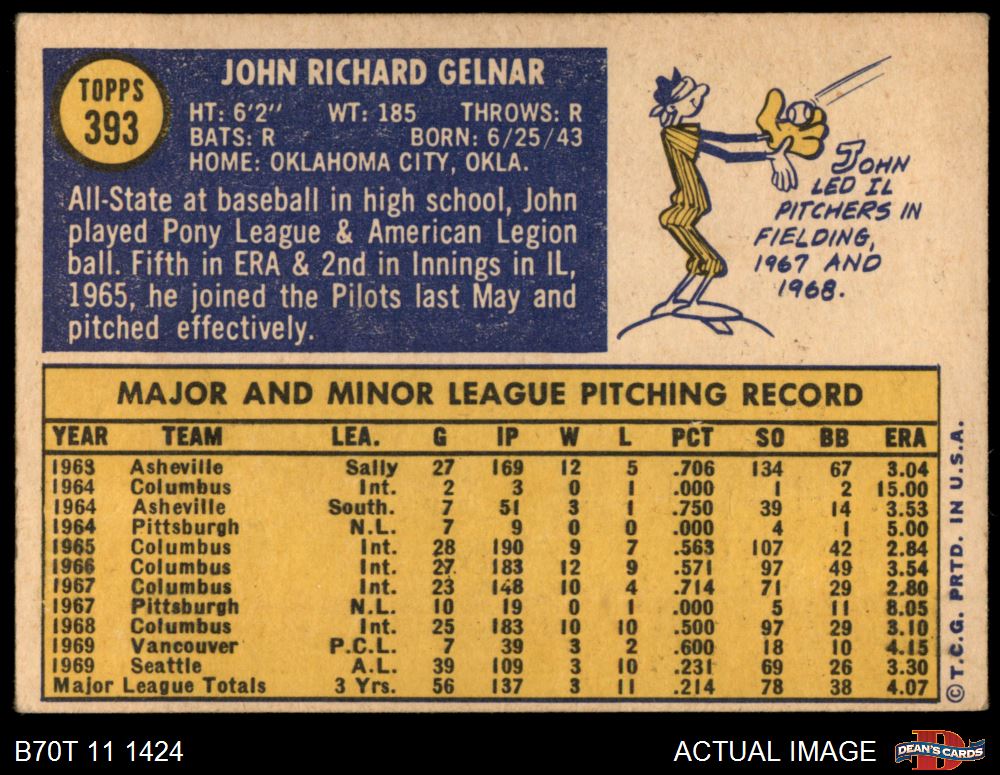 TOPPS
393
JOHN RICHARD GELNAR
HT: 6'2" WT: 185 THROWS: R
BATS: R BORN: 6/25/43
HOME: OKLAHOMA CITY, OKLA.
All-State at baseball in high school, John
played Pony League & American Legion
ball. Fifth in ERA & 2nd in Innings in IL,
1965, he joined the Pilots last May and
pitched effectively.
JOHN
LED IL
PITCHERS IN
FIELDING,
1967 AND
1968.
MAJOR AND MINOR LEAGUE PITCHING RECORD
YEAR TEAM LEA. G IP W L PCT SO BB ERA
1963 Asheville Sally 27 169 12 5 .706 134 67 3.04
1964 Columbus Int. 2 3 0 1 .000 1 2 15.00
1964 Asheville South. 7 51 3 1 .750 39 14 3.53
1964 Pittsburgh N.L. 7 9 0 0 .000 4 1 5.00
1965 Columbus Int. 28 190 9 7 .563 107 42 2.84
1966 Columbus Int. 27 183 12 9 .571 97 49 3.54
1967 Columbus Int. 23 148 10 4 .714 71 29 2.80
1967 Pittsburgh N.L. 10 19 0 1 .000 5 11 8.05
1968 Columbus Int. 25 183 10 10 .500 97 29 3.10
1969 Vancouver P.C.L. 7 39 3 2 .600 18 10 4.15
1969 Seattle A.L. 39 109 3 10 .231 69 26 3.30
Major League Totals 3 Yrs. 56 137 3 11 .214 78 38 4.07
© T.C.G. PRTD. IN U.S.A.
B70T 11 1424
ACTUAL IMAGE
DEAN'S CARDS